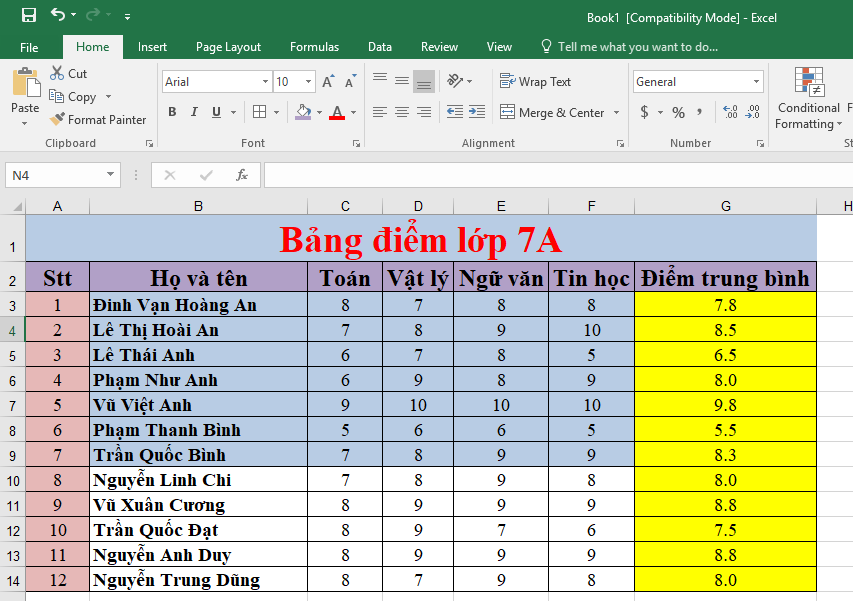 Book1 [Compatibility Mode] - Excel
File Home Insert Page Layout Formulas Data Review View Tell me what you want to do...
Paste
Cut
Copy
Format Painter
Clipboard
Arial 10 A A
B I U A
Font
Wrap Text
Merge & Center
Alignment
General
$ % , .0 .00 .00 .0
Number
Conditional
Formatting
N4 fx
A B C D E F G H
1 Bảng điểm lớp 7A
2 Stt Họ và tên Toán Vật lý Ngữ văn Tin học Điểm trung bình
3 1 Đinh Vạn Hoàng An 8 7 8 8 7.8
4 2 Lê Thị Hoài An 7 8 9 10 8.5
5 3 Lê Thái Anh 6 7 8 5 6.5
6 4 Phạm Như Anh 6 9 8 9 8.0
7 5 Vũ Việt Anh 9 10 10 10 9.8
8 6 Phạm Thanh Bình 5 6 6 5 5.5
9 7 Trần Quốc Bình 7 8 9 9 8.3
10 8 Nguyễn Linh Chi 7 8 9 8 8.0
11 9 Vũ Xuân Cương 8 9 9 9 8.8
12 10 Trần Quốc Đạt 8 9 7 6 7.5
13 11 Nguyễn Anh Duy 8 9 9 9 8.8
14 12 Nguyễn Trung Dũng 8 7 9 8 8.0